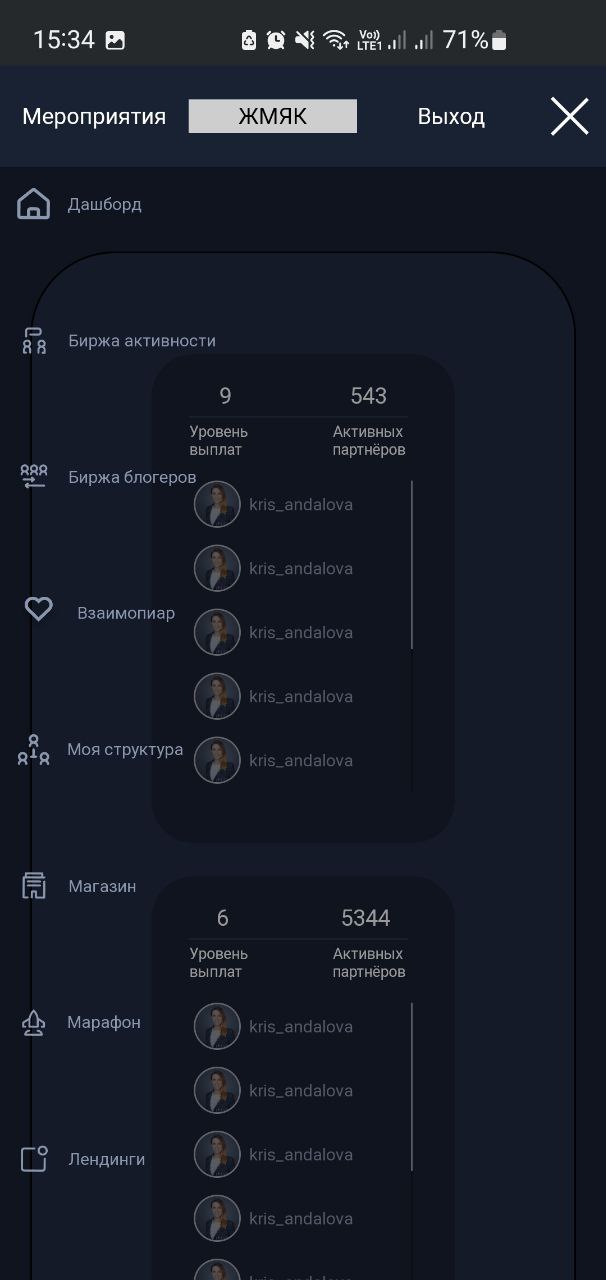 15:34 Vo)) LTE1 71%
Мероприятия ЖМЯК Выход
Дашборд
Биржа активности
9 543
Уровень выплат
Активных партнёров
Биржа блогеров
kris_andalova
kris_andalova
Взаимопиар
kris_andalova
kris_andalova
Моя структура
kris_andalova
Магазин
6 5344
Уровень выплат
Активных партнёров
Марафон
kris_andalova
kris_andalova
Лендинги
kris_andalova
kris_andalova